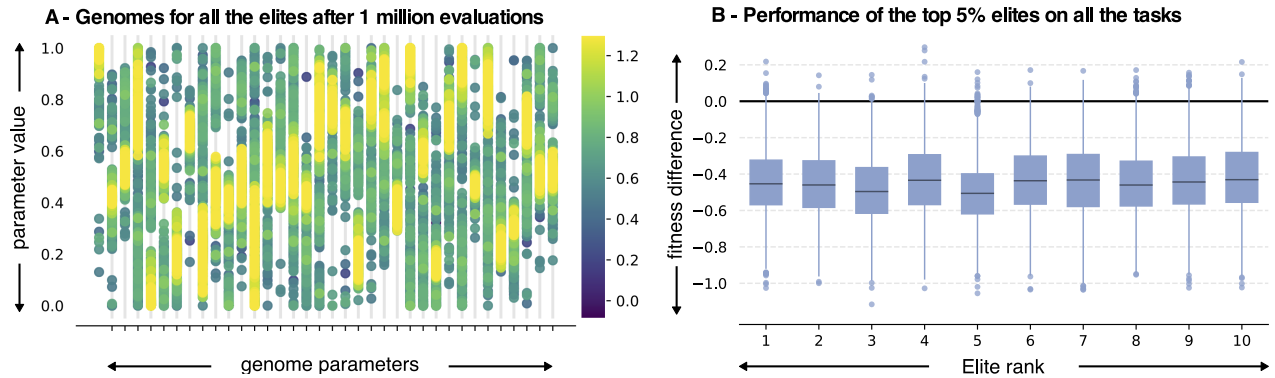 A - Genomes for all the elites after 1 million evaluations
parameter value
1.0
0.8
0.6
0.4
0.2
0.0
genome parameters
1.2
1.0
0.8
0.6
0.4
0.2
0.0
B - Performance of the top 5% elites on all the tasks
fitness difference
0.2
0.0
−0.2
−0.4
−0.6
−0.8
−1.0
1 2 3 4 5 6 7 8 9 10
Elite rank